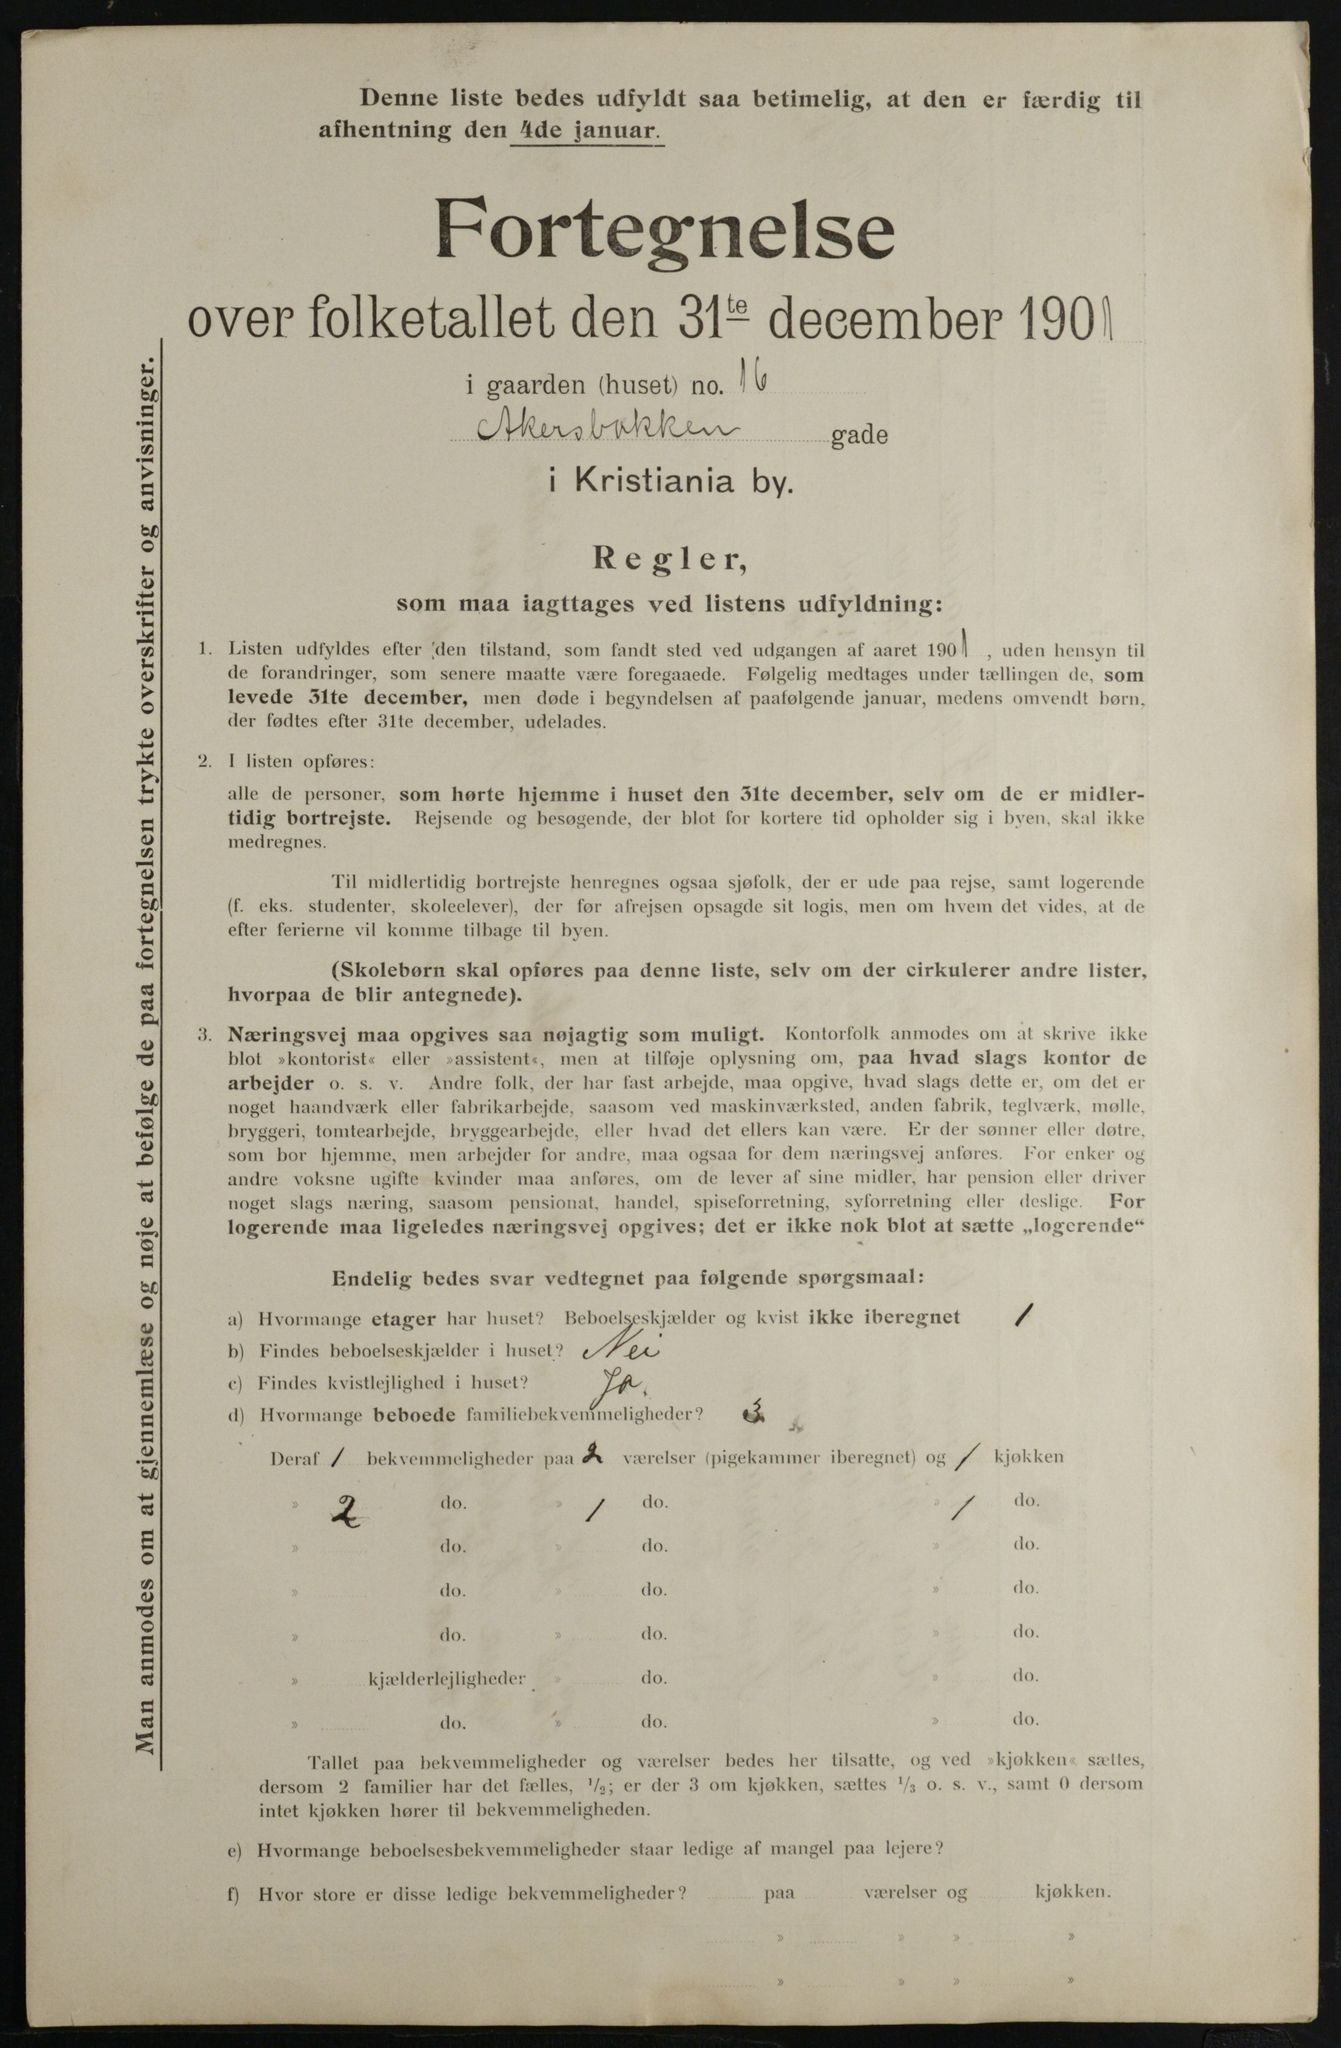 Denne liste bedes udfyldt saa betimelig, at den er færdig til
afhentning den 4de januar.
Fortegnelse
over folketallet den 31te december 1901
i gaarden (huset) no. 16
Akersbakken gade
i Kristiania by.
Regler,
som maa iagttages ved listens udfyldning:
1. Listen udfyldes efter den tilstand, som fandt sted ved udgangen af aaret 1901, uden hensyn til
de forandringer, som senere maatte være foregaaede. Følgelig medtages under tællingen de, som
levede 31te december, men døde i begyndelsen af paafølgende januar, medens omvendt børn,
der fødtes efter 31te december, udelades.
2. I listen opføres:
alle de personer, som hørte hjemme i huset den 31te december, selv om de er midler-
tidig bortrejste. Rejsende og besøgende, der blot for kortere tid opholder sig i byen, skal ikke
medregnes.
Til midlertidig bortrejste henregnes ogsaa sjøfolk, der er ude paa rejse, samt logerende
(f. eks. studenter, skoleelever), der før afrejsen opsagde sit logis, men om hvem det vides, at de
efter ferierne vil komme tilbage til byen.
(Skolebørn skal opføres paa denne liste, selv om der cirkulerer andre lister,
hvorpaa de blir antegnede).
3. Næringsvej maa opgives saa nøjagtig som muligt. Kontorfolk anmodes om at skrive ikke
blot »kontorist« eller »assistent«, men at tilføje oplysning om, paa hvad slags kontor de
arbejder o. s. v. Andre folk, der har fast arbejde, maa opgive, hvad slags dette er, om det er
noget haandværk eller fabrikarbejde, saasom ved maskinværksted, anden fabrik, teglværk, mølle,
bryggeri, tomtearbejde, bryggearbejde, eller hvad det ellers kan være. Er der sønner eller døtre,
som bor hjemme, men arbejder for andre, maa ogsaa for dem næringsvej anføres. For enker og
andre voksne ugifte kvinder maa anføres, om de lever af sine midler, har pension eller driver
noget slags næring, saasom pensionat, handel, spiseforretning, syforretning eller deslige. For
logerende maa ligeledes næringsvej opgives; det er ikke nok blot at sætte „logerende“
Endelig bedes svar vedtegnet paa følgende spørgsmaal:
a) Hvormange etager har huset? Beboelseskjælder og kvist ikke iberegnet 1
b) Findes beboelseskjælder i huset? Nei
c) Findes kvistlejlighed i huset? Ja.
d) Hvormange beboede familiebekvemmeligheder? 3
Deraf 1 bekvemmeligheder paa 2 værelser (pigekammer iberegnet) og 1 kjøkken
» 2 do. » 1 do. » 1 do.
» do. » do. » do.
» do. » do. » do.
» do. » do. » do.
» kjælderlejligheder » do. » do.
» do. » do. » do.
Tallet paa bekvemmeligheder og værelser bedes her tilsatte, og ved »kjøkken« sættes,
dersom 2 familier har det fælles, 1/2; er der 3 om kjøkken, sættes 1/3 o. s. v., samt 0 dersom
intet kjøkken hører til bekvemmeligheden.
e) Hvormange beboelsesbekvemmeligheder staar ledige af mangel paa lejere?
f) Hvor store er disse ledige bekvemmeligheder? paa værelser og kjøkken.
» » » »
» » » »
Man anmodes om at gjennemlæse og nøje at befølge de paa fortegnelsen trykte overskrifter og anvisninger.